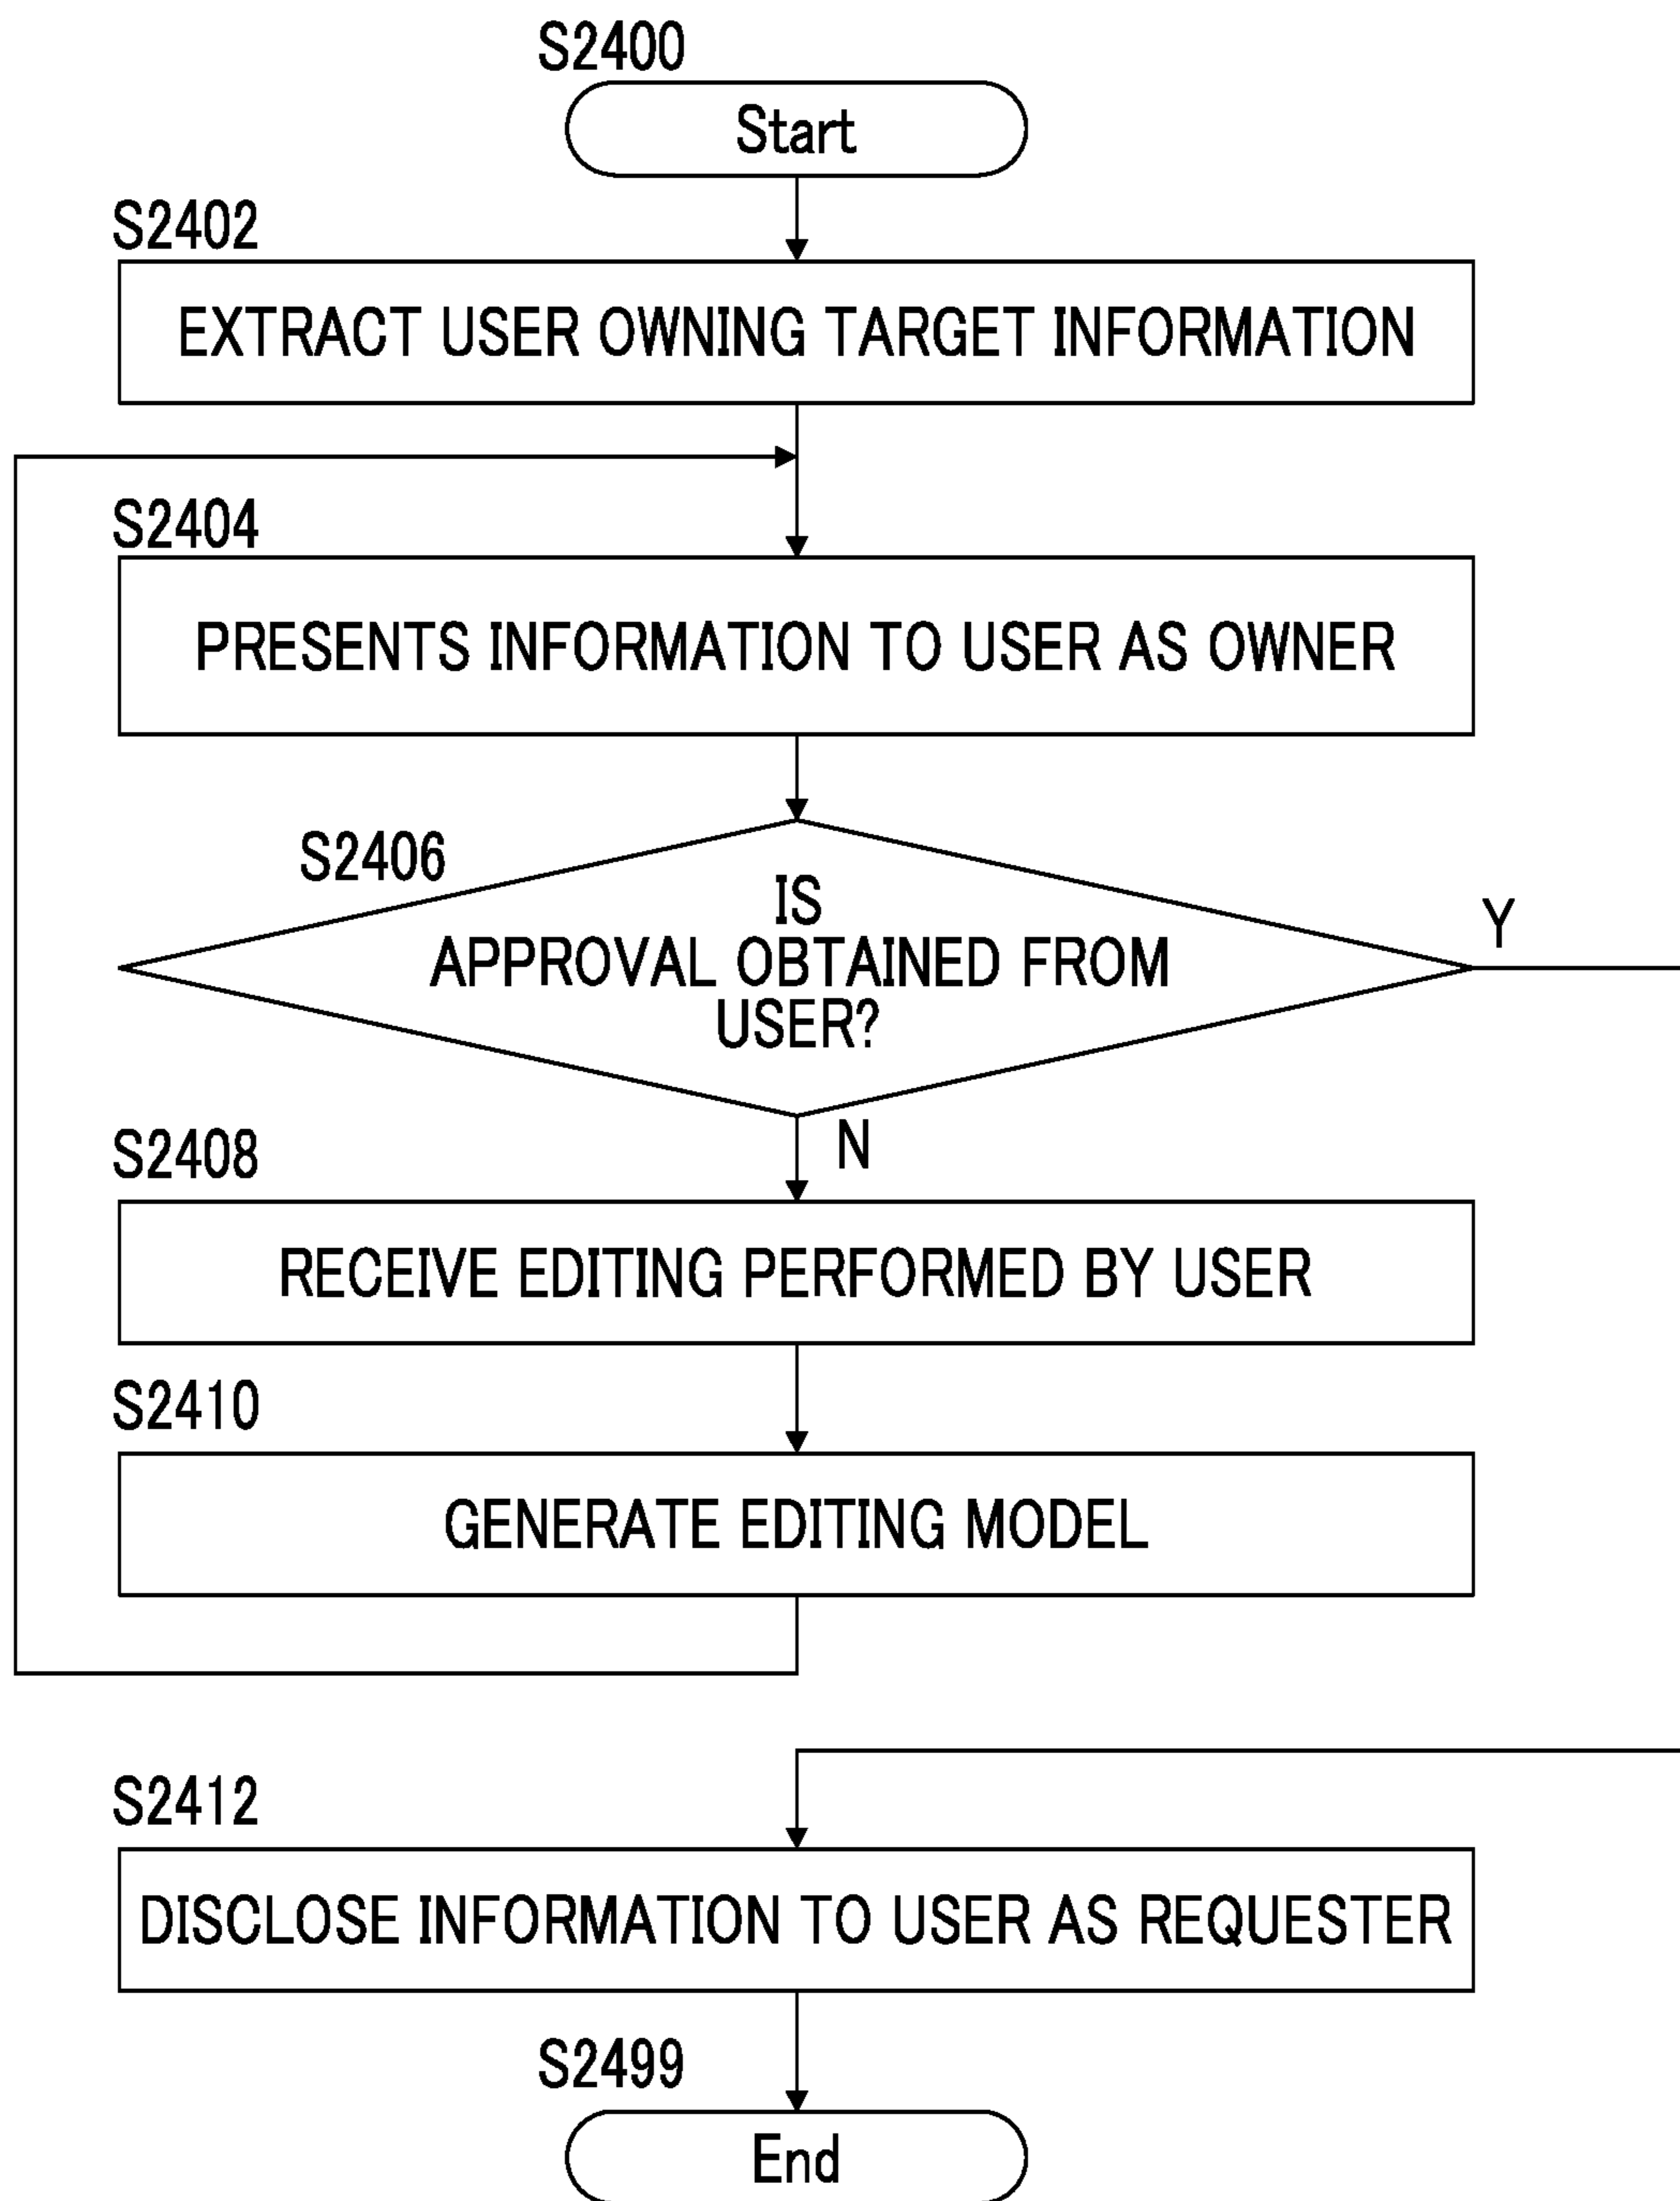 S2400
Start
S2402
EXTRACT USER OWNING TARGET INFORMATION
S2404
PRESENTS INFORMATION TO USER AS OWNER
S2406
IS
APPROVAL OBTAINED FROM
USER?
Y
N
S2408
RECEIVE EDITING PERFORMED BY USER
S2410
GENERATE EDITING MODEL
S2412
DISCLOSE INFORMATION TO USER AS REQUESTER
S2499
End